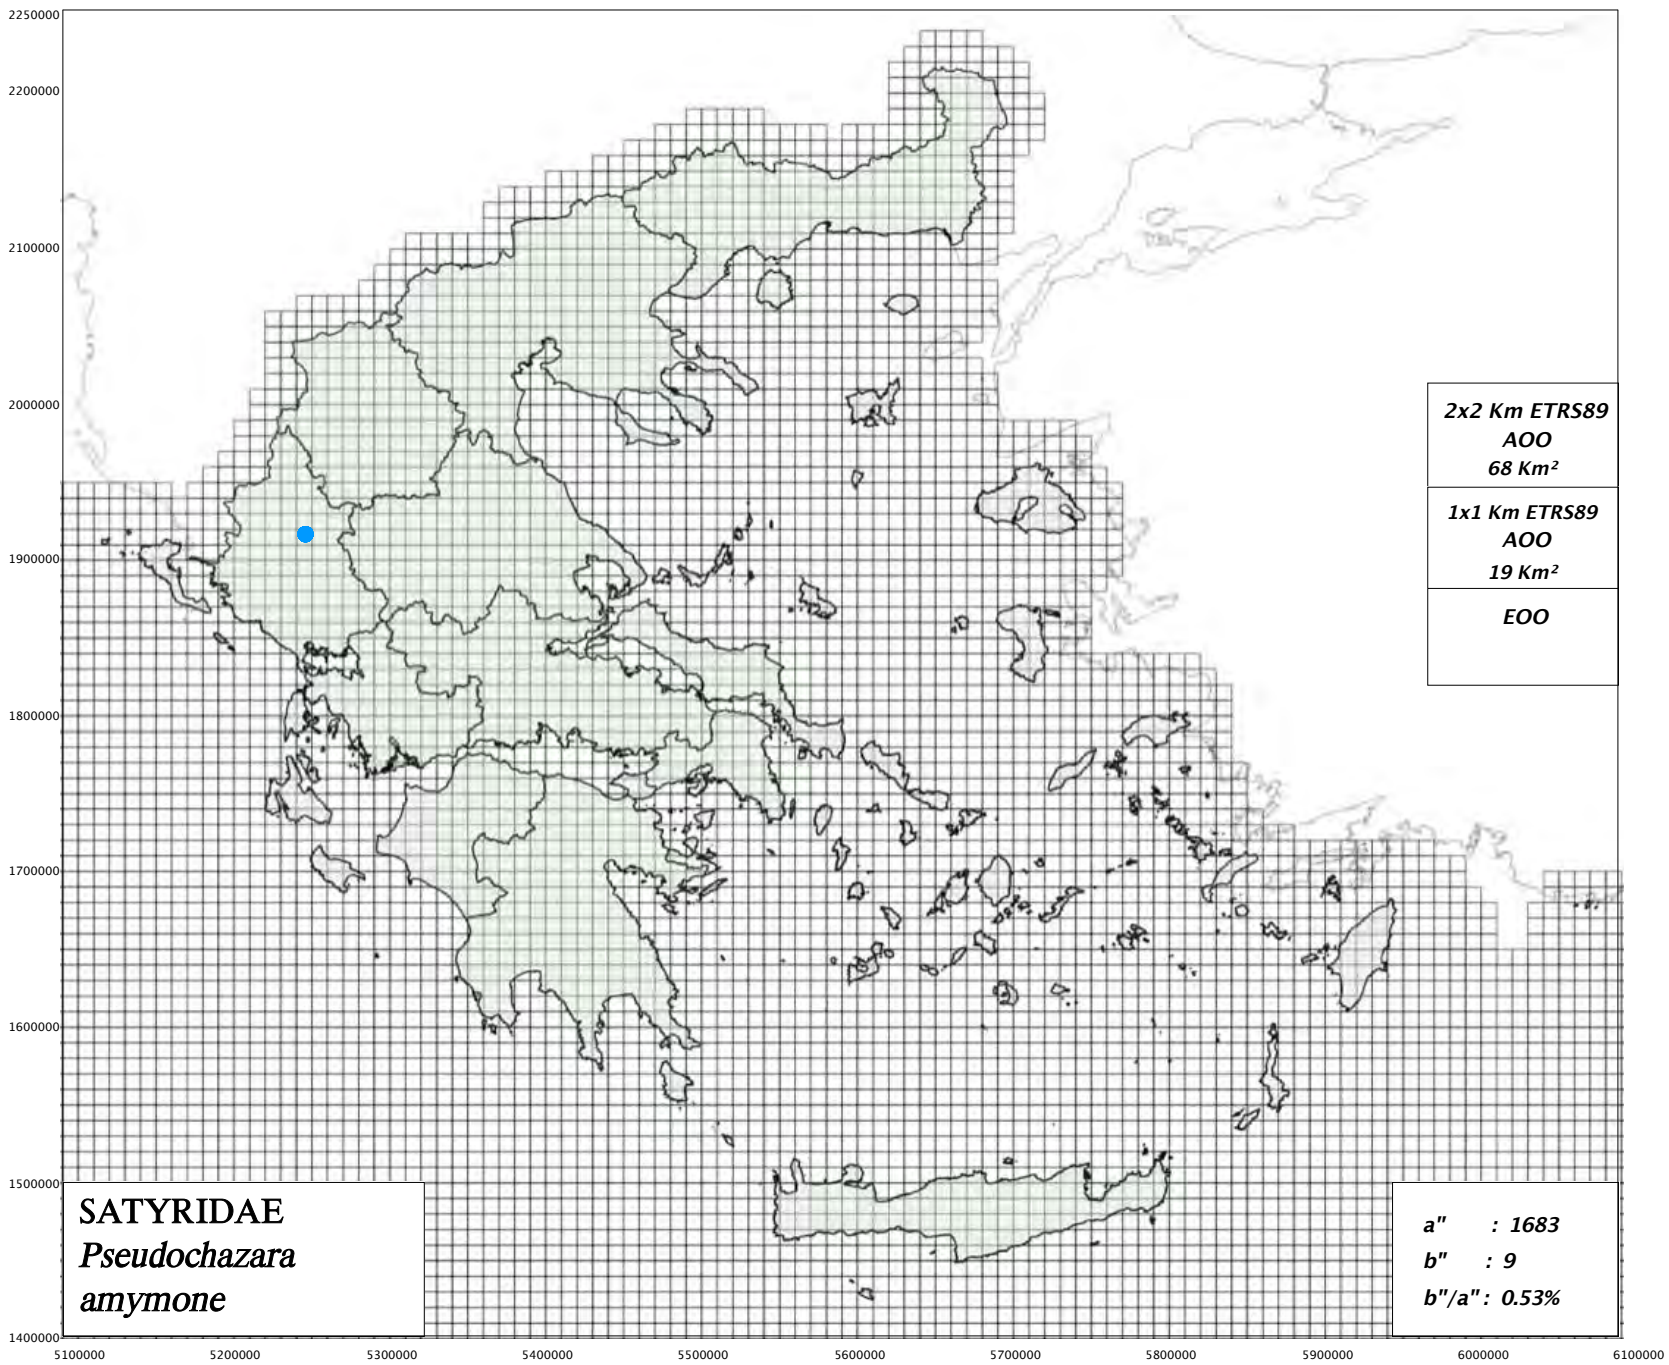 2250000
2200000
2100000
2000000
1900000
1800000
1700000
1600000
1500000
1400000
2x2 Km ETRS89
AOO
68 Km²
1x1 Km ETRS89
AOO
19 Km²
EOO
SATYRIDAE
Pseudochazara
amymone
a" : 1683
b" : 9
b"/a" : 0.53%
5100000 5200000 5300000 5400000 5500000 5600000 5700000 5800000 5900000 6000000 6100000